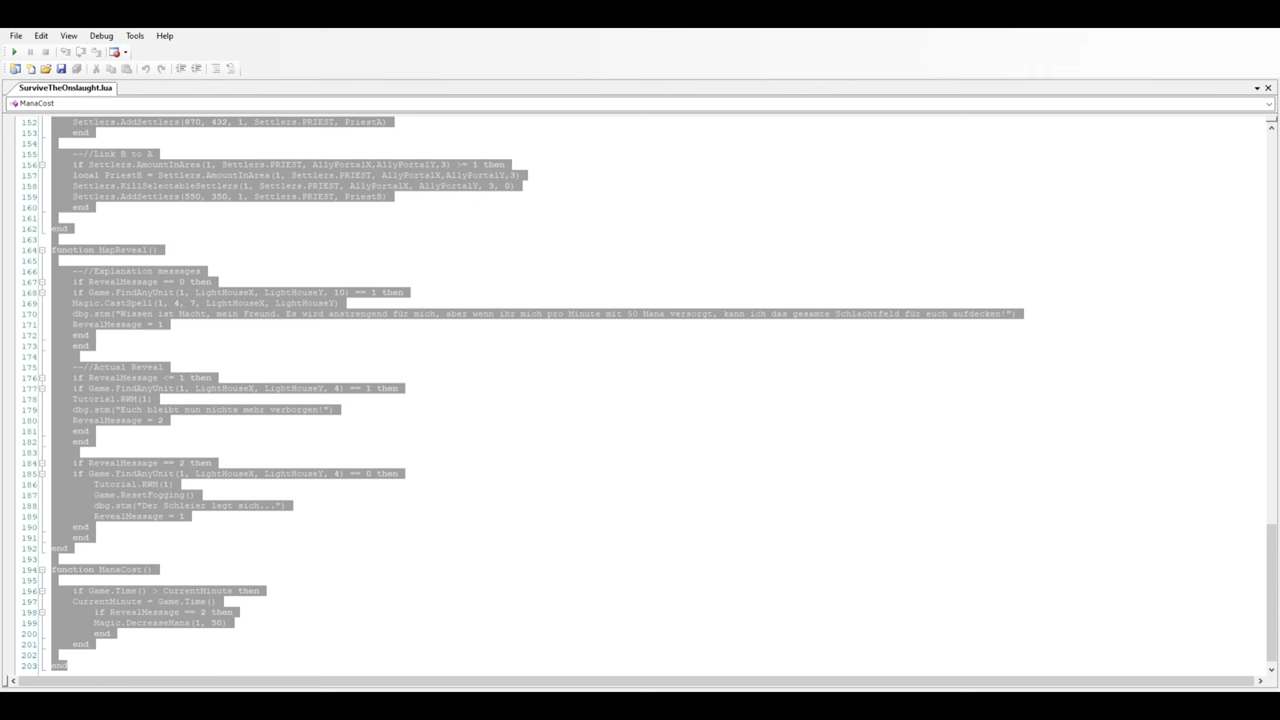 File Edit View Debug Tools Help
SurviveTheOnslaught.lua
ManaCost
152 Settlers.AddSettlers(870, 432, 1, Settlers.PRIEST, PriestA)
153 end
154
155 --//Link B to A
156 if Settlers.AmountInArea(1, Settlers.PRIEST, AllyPortalX,AllyPortalY,3) >= 1 then
157 local PriestB = Settlers.AmountInArea(1, Settlers.PRIEST, AllyPortalX,AllyPortalY,3)
158 Settlers.KillSelectableSettlers(1, Settlers.PRIEST, AllyPortalX, AllyPortalY, 3, 0)
159 Settlers.AddSettlers(550, 350, 1, Settlers.PRIEST, PriestB)
160 end
161
162 end
163
164 function MapReveal()
165
166 --//Explanation messages
167 if RevealMessage == 0 then
168 if Game.FindAnyUnit(1, LightHouseX, LightHouseY, 10) == 1 then
169 Magic.CastSpell(1, 4, 7, LightHouseX, LightHouseY)
170 dbg.stm("Wissen ist Macht, mein Freund. Es wird anstrengend für mich, aber wenn ihr mich pro Minute mit 50 Mana versorgt, kann ich das gesamte Schlachtfeld für euch aufdecken!")
171 RevealMessage = 1
172 end
173 end
174
175 --//Actual Reveal
176 if RevealMessage <= 1 then
177 if Game.FindAnyUnit(1, LightHouseX, LightHouseY, 4) == 1 then
178 Tutorial.RWM(1)
179 dbg.stm("Euch bleibt nun nichts mehr verborgen!")
180 RevealMessage = 2
181 end
182 end
183
184 if RevealMessage == 2 then
185 if Game.FindAnyUnit(1, LightHouseX, LightHouseY, 4) == 0 then
186 Tutorial.RWM(1)
187 Game.ResetFogging()
188 dbg.stm("Der Schleier legt sich...")
189 RevealMessage = 1
190 end
191 end
192 end
193
194 function ManaCost()
195
196 if Game.Time() > CurrentMinute then
197 CurrentMinute = Game.Time()
198 if RevealMessage == 2 then
199 Magic.DecreaseMana(1, 50)
200 end
201 end
202
203 end